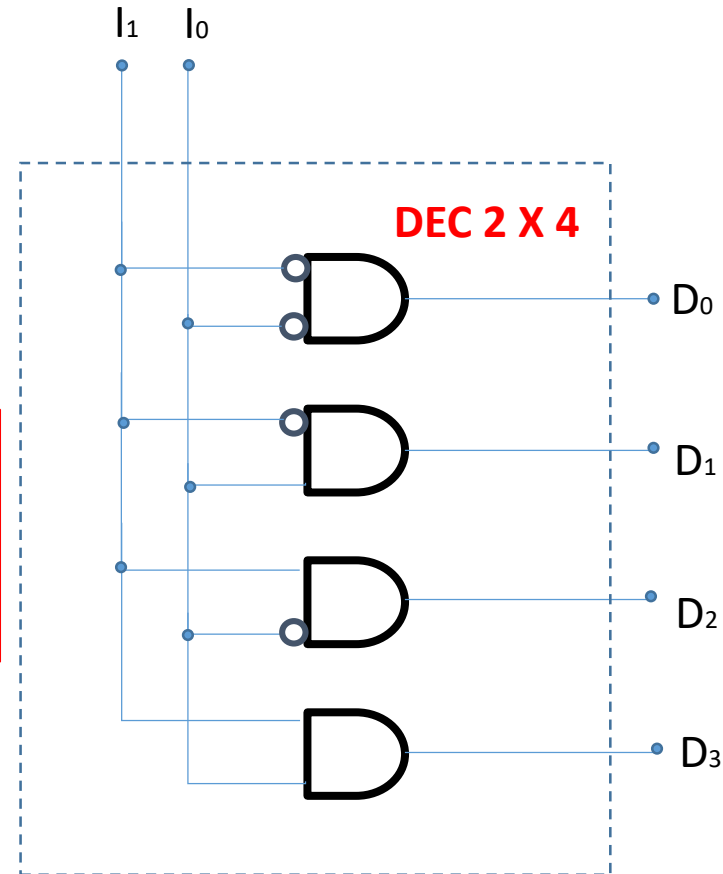 I₁ I₀
DEC 2 X 4
D₀
D₁
D₂
D₃